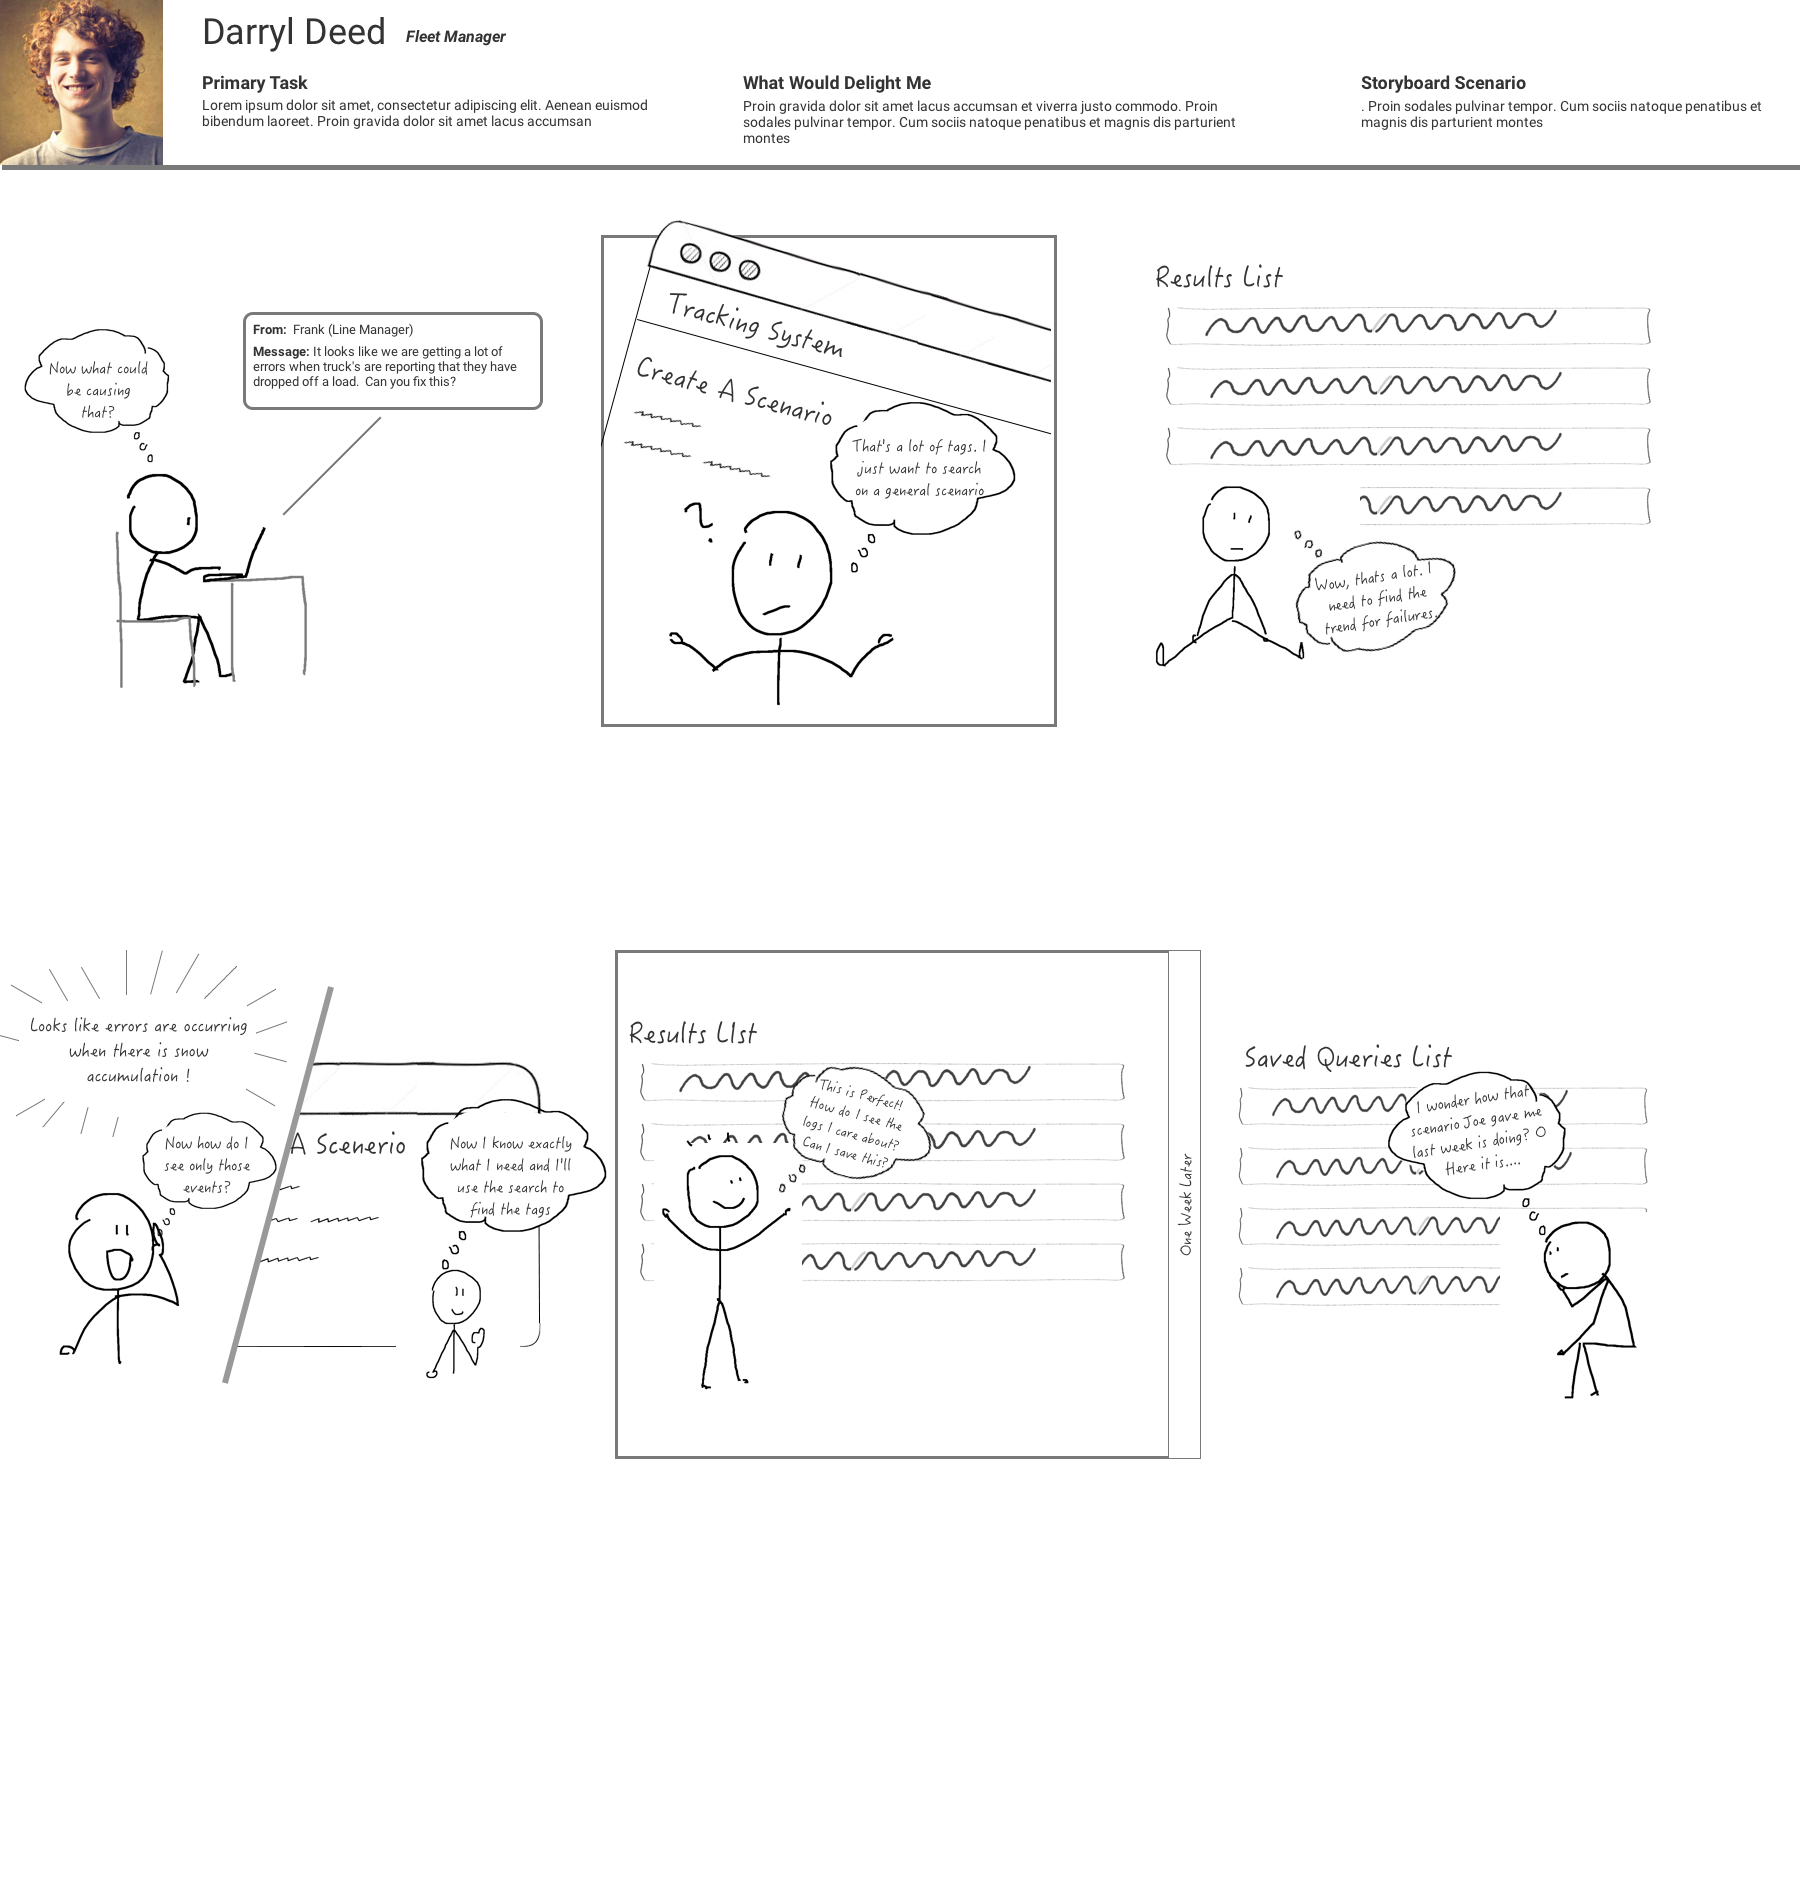 Darryl Deed Fleet Manager
Primary Task
Lorem ipsum dolor sit amet, consectetur adipiscing elit. Aenean euismod
bibendum laoreet. Proin gravida dolor sit amet lacus accumsan
What Would Delight Me
Proin gravida dolor sit amet lacus accumsan et viverra justo commodo. Proin
sodales pulvinar tempor. Cum sociis natoque penatibus et magnis dis parturient
montes
Storyboard Scenario
. Proin sodales pulvinar tempor. Cum sociis natoque penatibus et
magnis dis parturient montes
Now what could
be causing
that?
From: Frank (Line Manager)
Message: It looks like we are getting a lot of
errors when truck's are reporting that they have
dropped off a load. Can you fix this?
Tracking System
Create A Scenario
That's a lot of tags. I
just want to search
on a general scenario
?
Results List
Wow, thats a lot. I
need to find the
trend for failures.
Looks like errors are occurring
when there is snow
accumulation !
Now how do I
see only those
events?
A Scenerio
Now I know exactly
what I need and I'll
use the search to
find the tags
Results LIst
This is Perfect!
How do I see the
logs I care about?
Can I save this?
One Week Later
Saved Queries List
I wonder how that
scenario Joe gave me
last week is doing? O
Here it is....